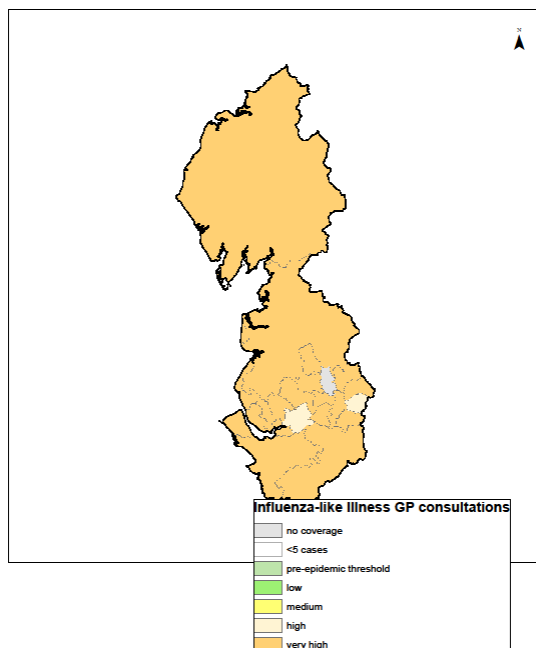 N
Influenza-like Illness GP consultations
no coverage
<5 cases
pre-epidemic threshold
low
medium
high
very high